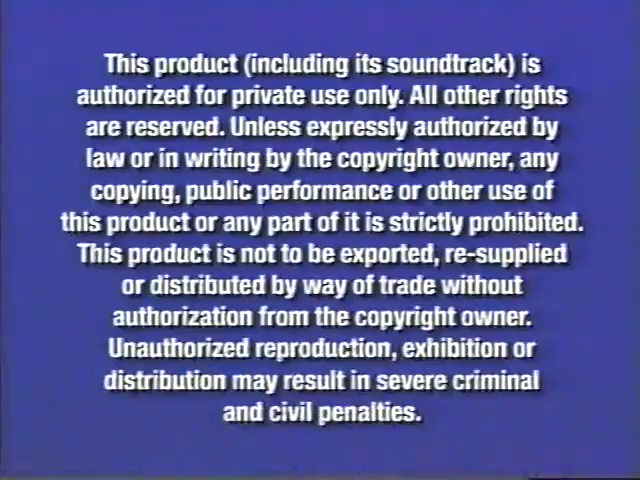 This product (including its soundtrack) is
authorized for private use only. All other rights
are reserved. Unless expressly authorized by
law or in writing by the copyright owner, any
copying, public performance or other use of
this product or any part of it is strictly prohibited.
This product is not to be exported, re-supplied
or distributed by way of trade without
authorization from the copyright owner.
Unauthorized reproduction, exhibition or
distribution may result in severe criminal
and civil penalties.